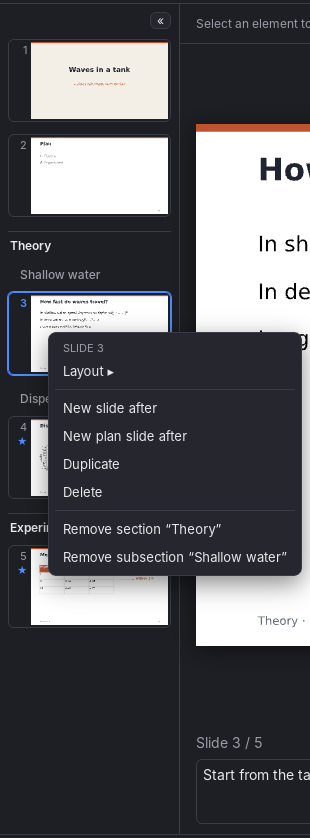 «
Select an element to
1
Waves in a tank
2
Plan
Theory
Shallow water
3
How fast do waves travel?
How
In sh
In de
SLIDE 3
Layout ▸
New slide after
New plan slide after
Duplicate
Delete
Remove section “Theory”
Remove subsection “Shallow water”
Dispe
4
★
Experin
5
★
Theory ·
Slide 3 / 5
Start from the ta